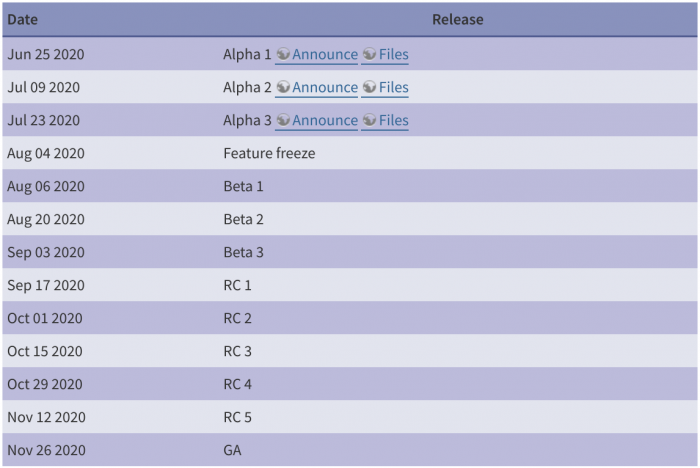 Date Release
Jun 25 2020 Alpha 1 Announce Files
Jul 09 2020 Alpha 2 Announce Files
Jul 23 2020 Alpha 3 Announce Files
Aug 04 2020 Feature freeze
Aug 06 2020 Beta 1
Aug 20 2020 Beta 2
Sep 03 2020 Beta 3
Sep 17 2020 RC 1
Oct 01 2020 RC 2
Oct 15 2020 RC 3
Oct 29 2020 RC 4
Nov 12 2020 RC 5
Nov 26 2020 GA